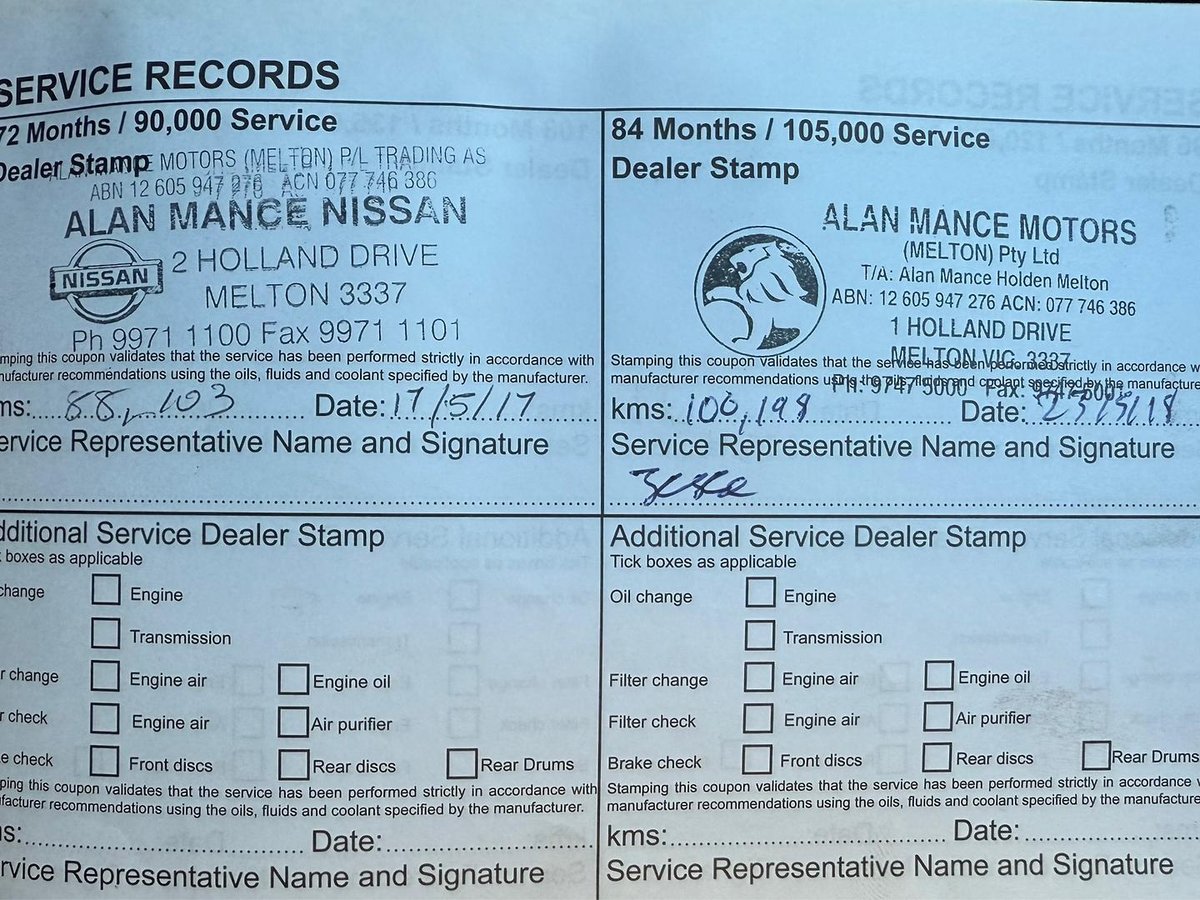 SERVICE RECORDS
72 Months / 90,000 Service
Dealer Stamp
MOTORS (MELTON) P/L TRADING AS
ABN 12 605 947 276 ACN 077 746 386
ALAN MANCE NISSAN
NISSAN
2 HOLLAND DRIVE
MELTON 3337
Ph 9971 1100 Fax 9971 1101
mping this coupon validates that the service has been performed strictly in accordance with
nufacturer recommendations using the oils, fluids and coolant specified by the manufacturer.
ms: 88,103 Date: 17/5/17
ervice Representative Name and Signature
dditional Service Dealer Stamp
k boxes as applicable
change Engine
Transmission
r change Engine air Engine oil
r check Engine air Air purifier
e check Front discs Rear discs Rear Drums
ping this coupon validates that the service has been performed strictly in accordance with
ufacturer recommendations using the oils, fluids and coolant specified by the manufacturer.
s: Date:
rvice Representative Name and Signature
84 Months / 105,000 Service
Dealer Stamp
ALAN MANCE MOTORS
(MELTON) Pty Ltd
T/A: Alan Mance Holden Melton
ABN: 12 605 947 276 ACN: 077 746 386
1 HOLLAND DRIVE
MELTON VIC 3337
PH: 9747 5000 Fax: 9747 6001
Stamping this coupon validates that the service has been performed strictly in accordance w
manufacturer recommendations using the oils, fluids and coolant specified by the manufacture
kms: 100,198 Date:
Service Representative Name and Signature
Additional Service Dealer Stamp
Tick boxes as applicable
Oil change Engine
Transmission
Filter change Engine air Engine oil
Filter check Engine air Air purifier
Brake check Front discs Rear discs Rear Drums
Stamping this coupon validates that the service has been performed strictly in accordance
manufacturer recommendations using the oils, fluids and coolant specified by the manufacture
kms: Date:
Service Representative Name and Signature